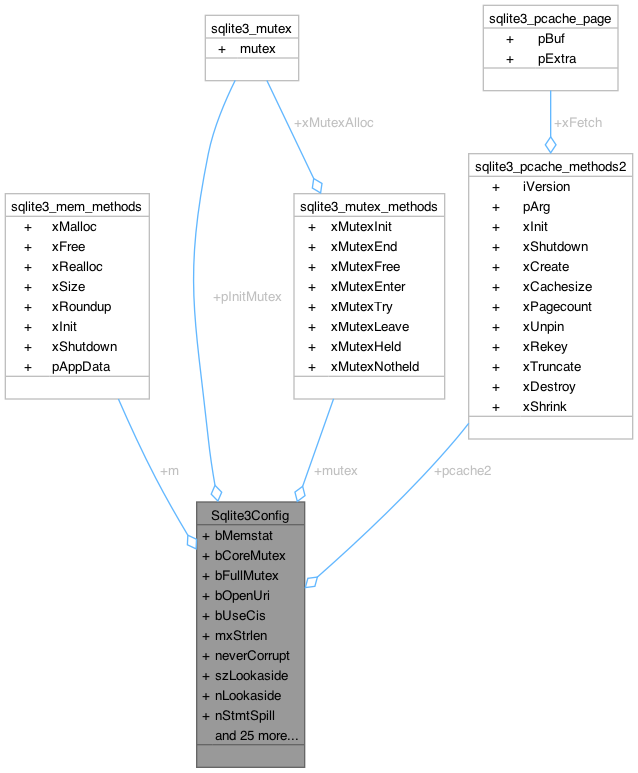 sqlite3_mutex
+ mutex
sqlite3_pcache_page
+ pBuf
+ pExtra
+xMutexAlloc
+xFetch
sqlite3_mem_methods
+ xMalloc
+ xFree
+ xRealloc
+ xSize
+ xRoundup
+ xInit
+ xShutdown
+ pAppData
+pInitMutex
sqlite3_mutex_methods
+ xMutexInit
+ xMutexEnd
+ xMutexFree
+ xMutexEnter
+ xMutexTry
+ xMutexLeave
+ xMutexHeld
+ xMutexNotheld
sqlite3_pcache_methods2
+ iVersion
+ pArg
+ xInit
+ xShutdown
+ xCreate
+ xCachesize
+ xPagecount
+ xUnpin
+ xRekey
+ xTruncate
+ xDestroy
+ xShrink
+m
+mutex
+pcache2
Sqlite3Config
+ bMemstat
+ bCoreMutex
+ bFullMutex
+ bOpenUri
+ bUseCis
+ mxStrlen
+ neverCorrupt
+ szLookaside
+ nLookaside
+ nStmtSpill
and 25 more...